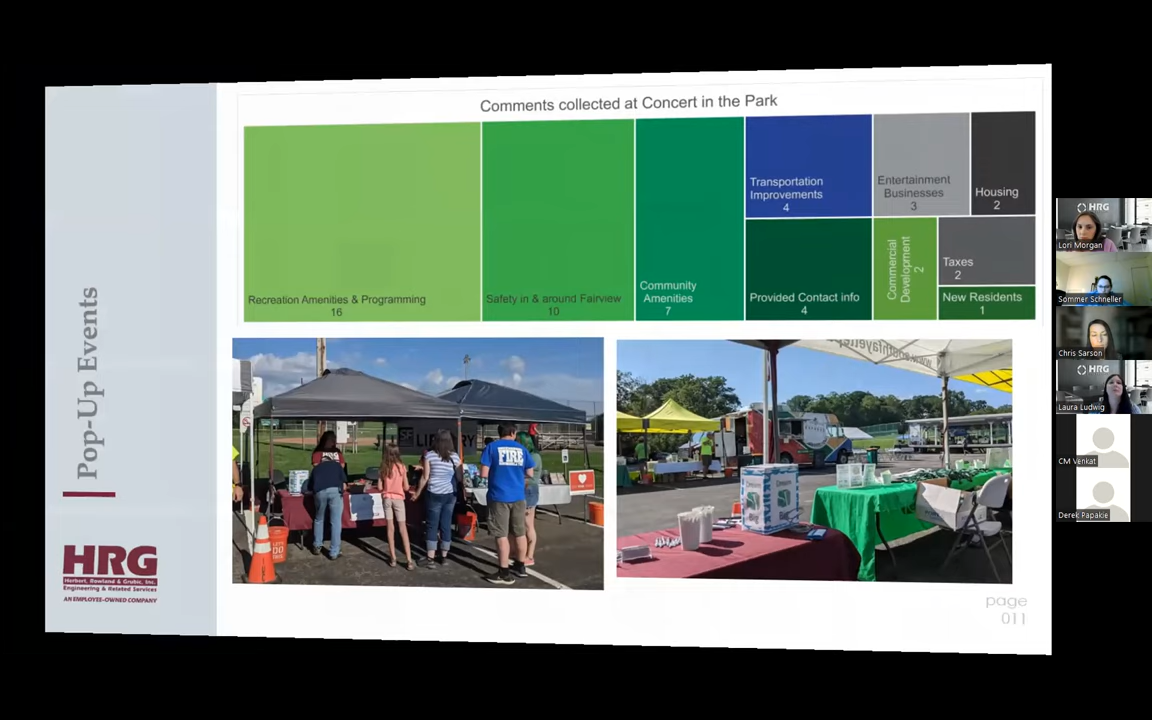 Comments collected at Concert in the Park
Recreation Amenities & Programming
16
Safety in & around Fairview
10
Community
Amenities
7
Transportation
Improvements
4
Provided Contact info
4
Entertainment
Businesses
3
Housing
2
Commercial
Development
2
Taxes
2
New Residents
1
Pop-Up Events
HRG
Herbert, Rowland & Grubic, Inc.
Engineering & Related Services
AN EMPLOYEE-OWNED COMPANY
FIRE
page
011
HRG
Lori Morgan
Sommer Schneller
Chris Sarson
HRG
Laura Ludwig
CM Venkat
Derek Papakie